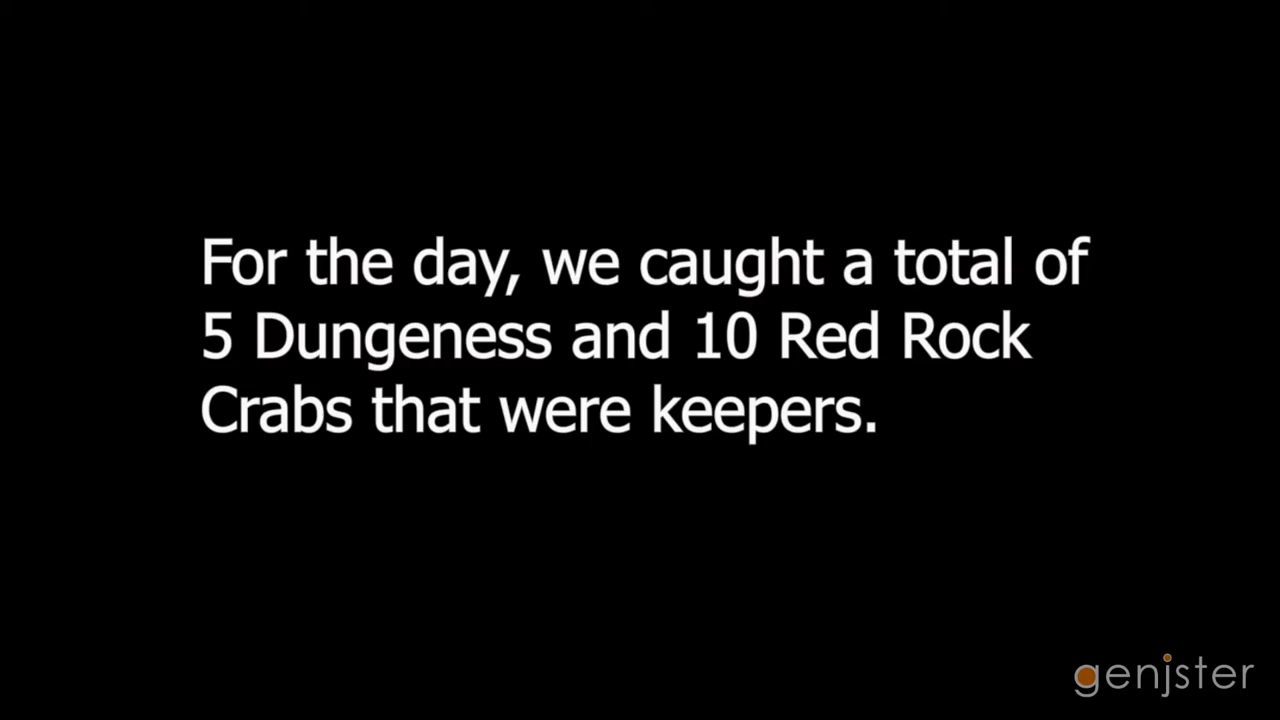 For the day, we caught a total of
5 Dungeness and 10 Red Rock
Crabs that were keepers.
genjster